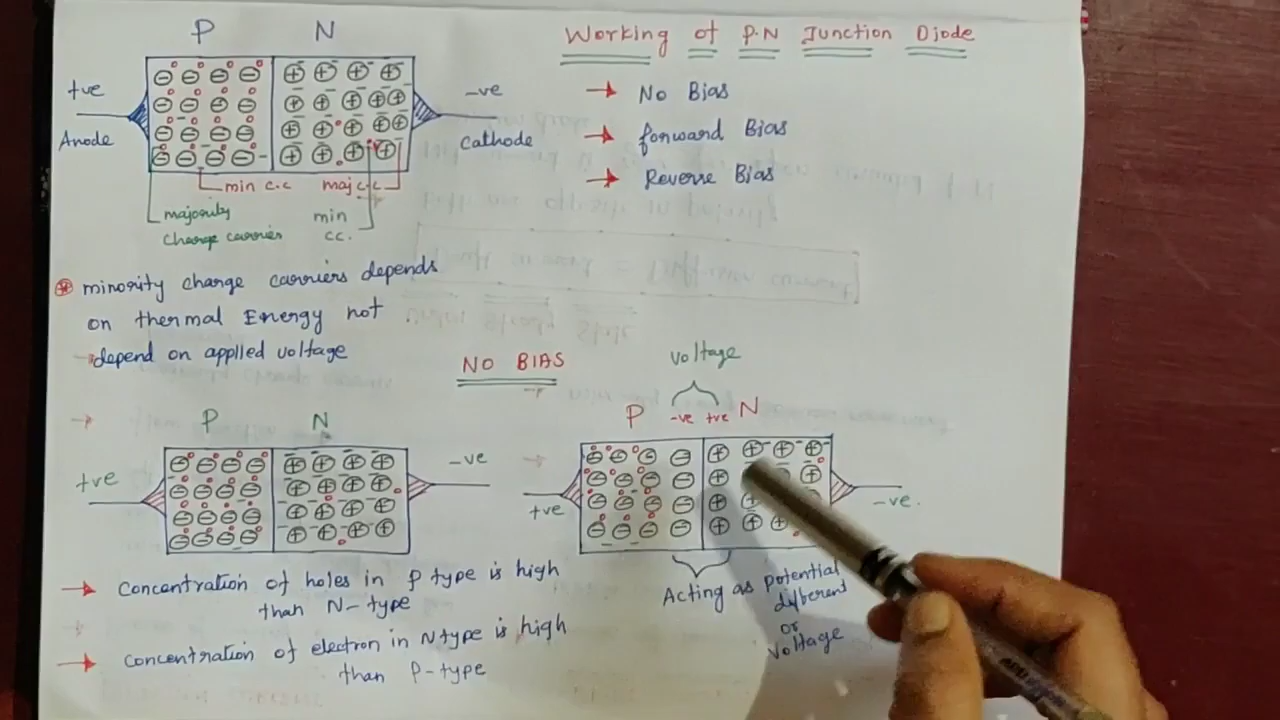 P N
Working of P.N Junction Diode
+ve
Anode
-ve
Cathode
→ No Bias
→ forward Bias
→ Reverse Bias
min c.c maj c.c
majority
charge carrier
min
cc.
minority charge carriers depends
on thermal Energy not
depend on applled voltage
NO BIAS
voltage
P N
+ve
-ve
P -ve +ve N
+ve
-ve.
Acting as potential
different
or
voltage
→ concentration of holes in p type is high
than N-type
→ concentration of electron in N type is high
than P-type